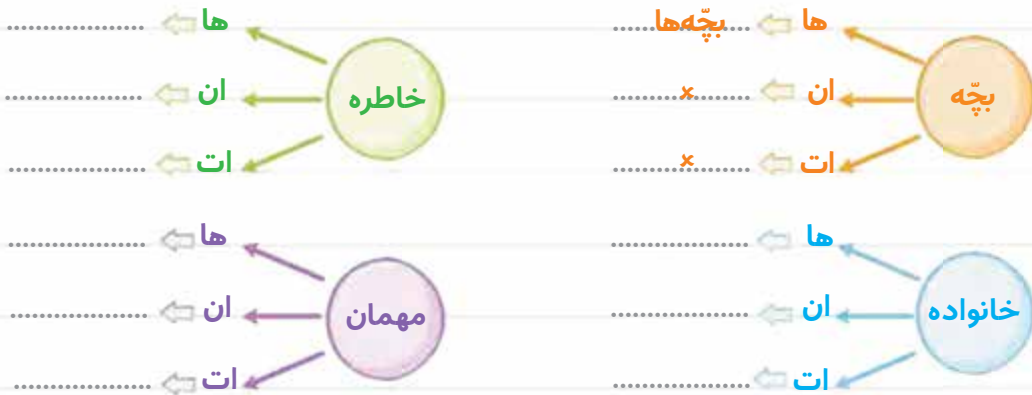 بچّه
ها بچّه‌ها
ان ×
ات ×
خاطره
ها ..................
ان ..................
ات ..................
خانواده
ها ..................
ان ..................
ات ..................
مهمان
ها ..................
ان ..................
ات ..................